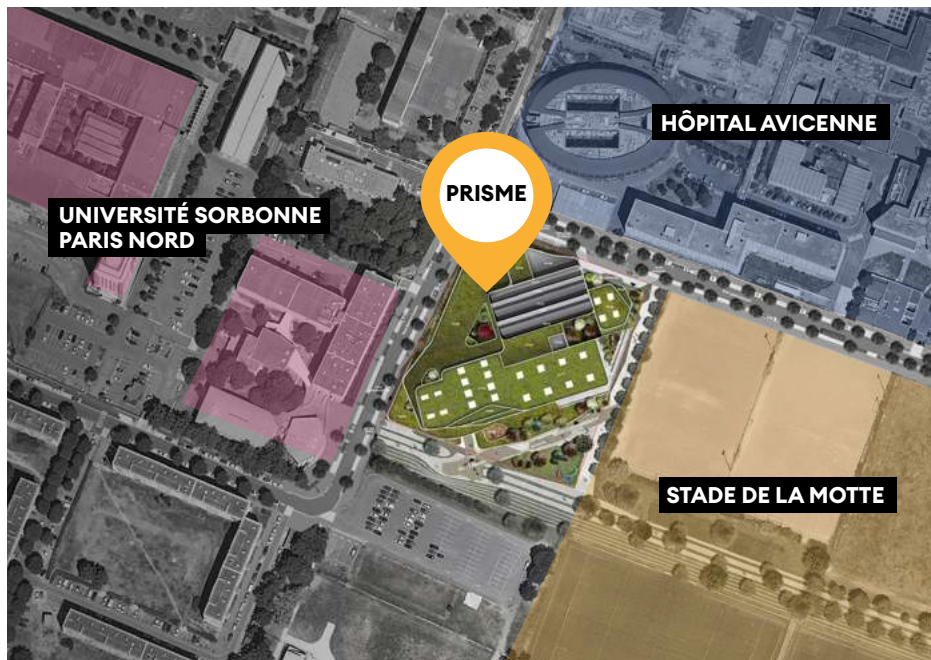 HÔPITAL AVICENNE
PRISME
UNIVERSITÉ SORBONNE
PARIS NORD
STADE DE LA MOTTE